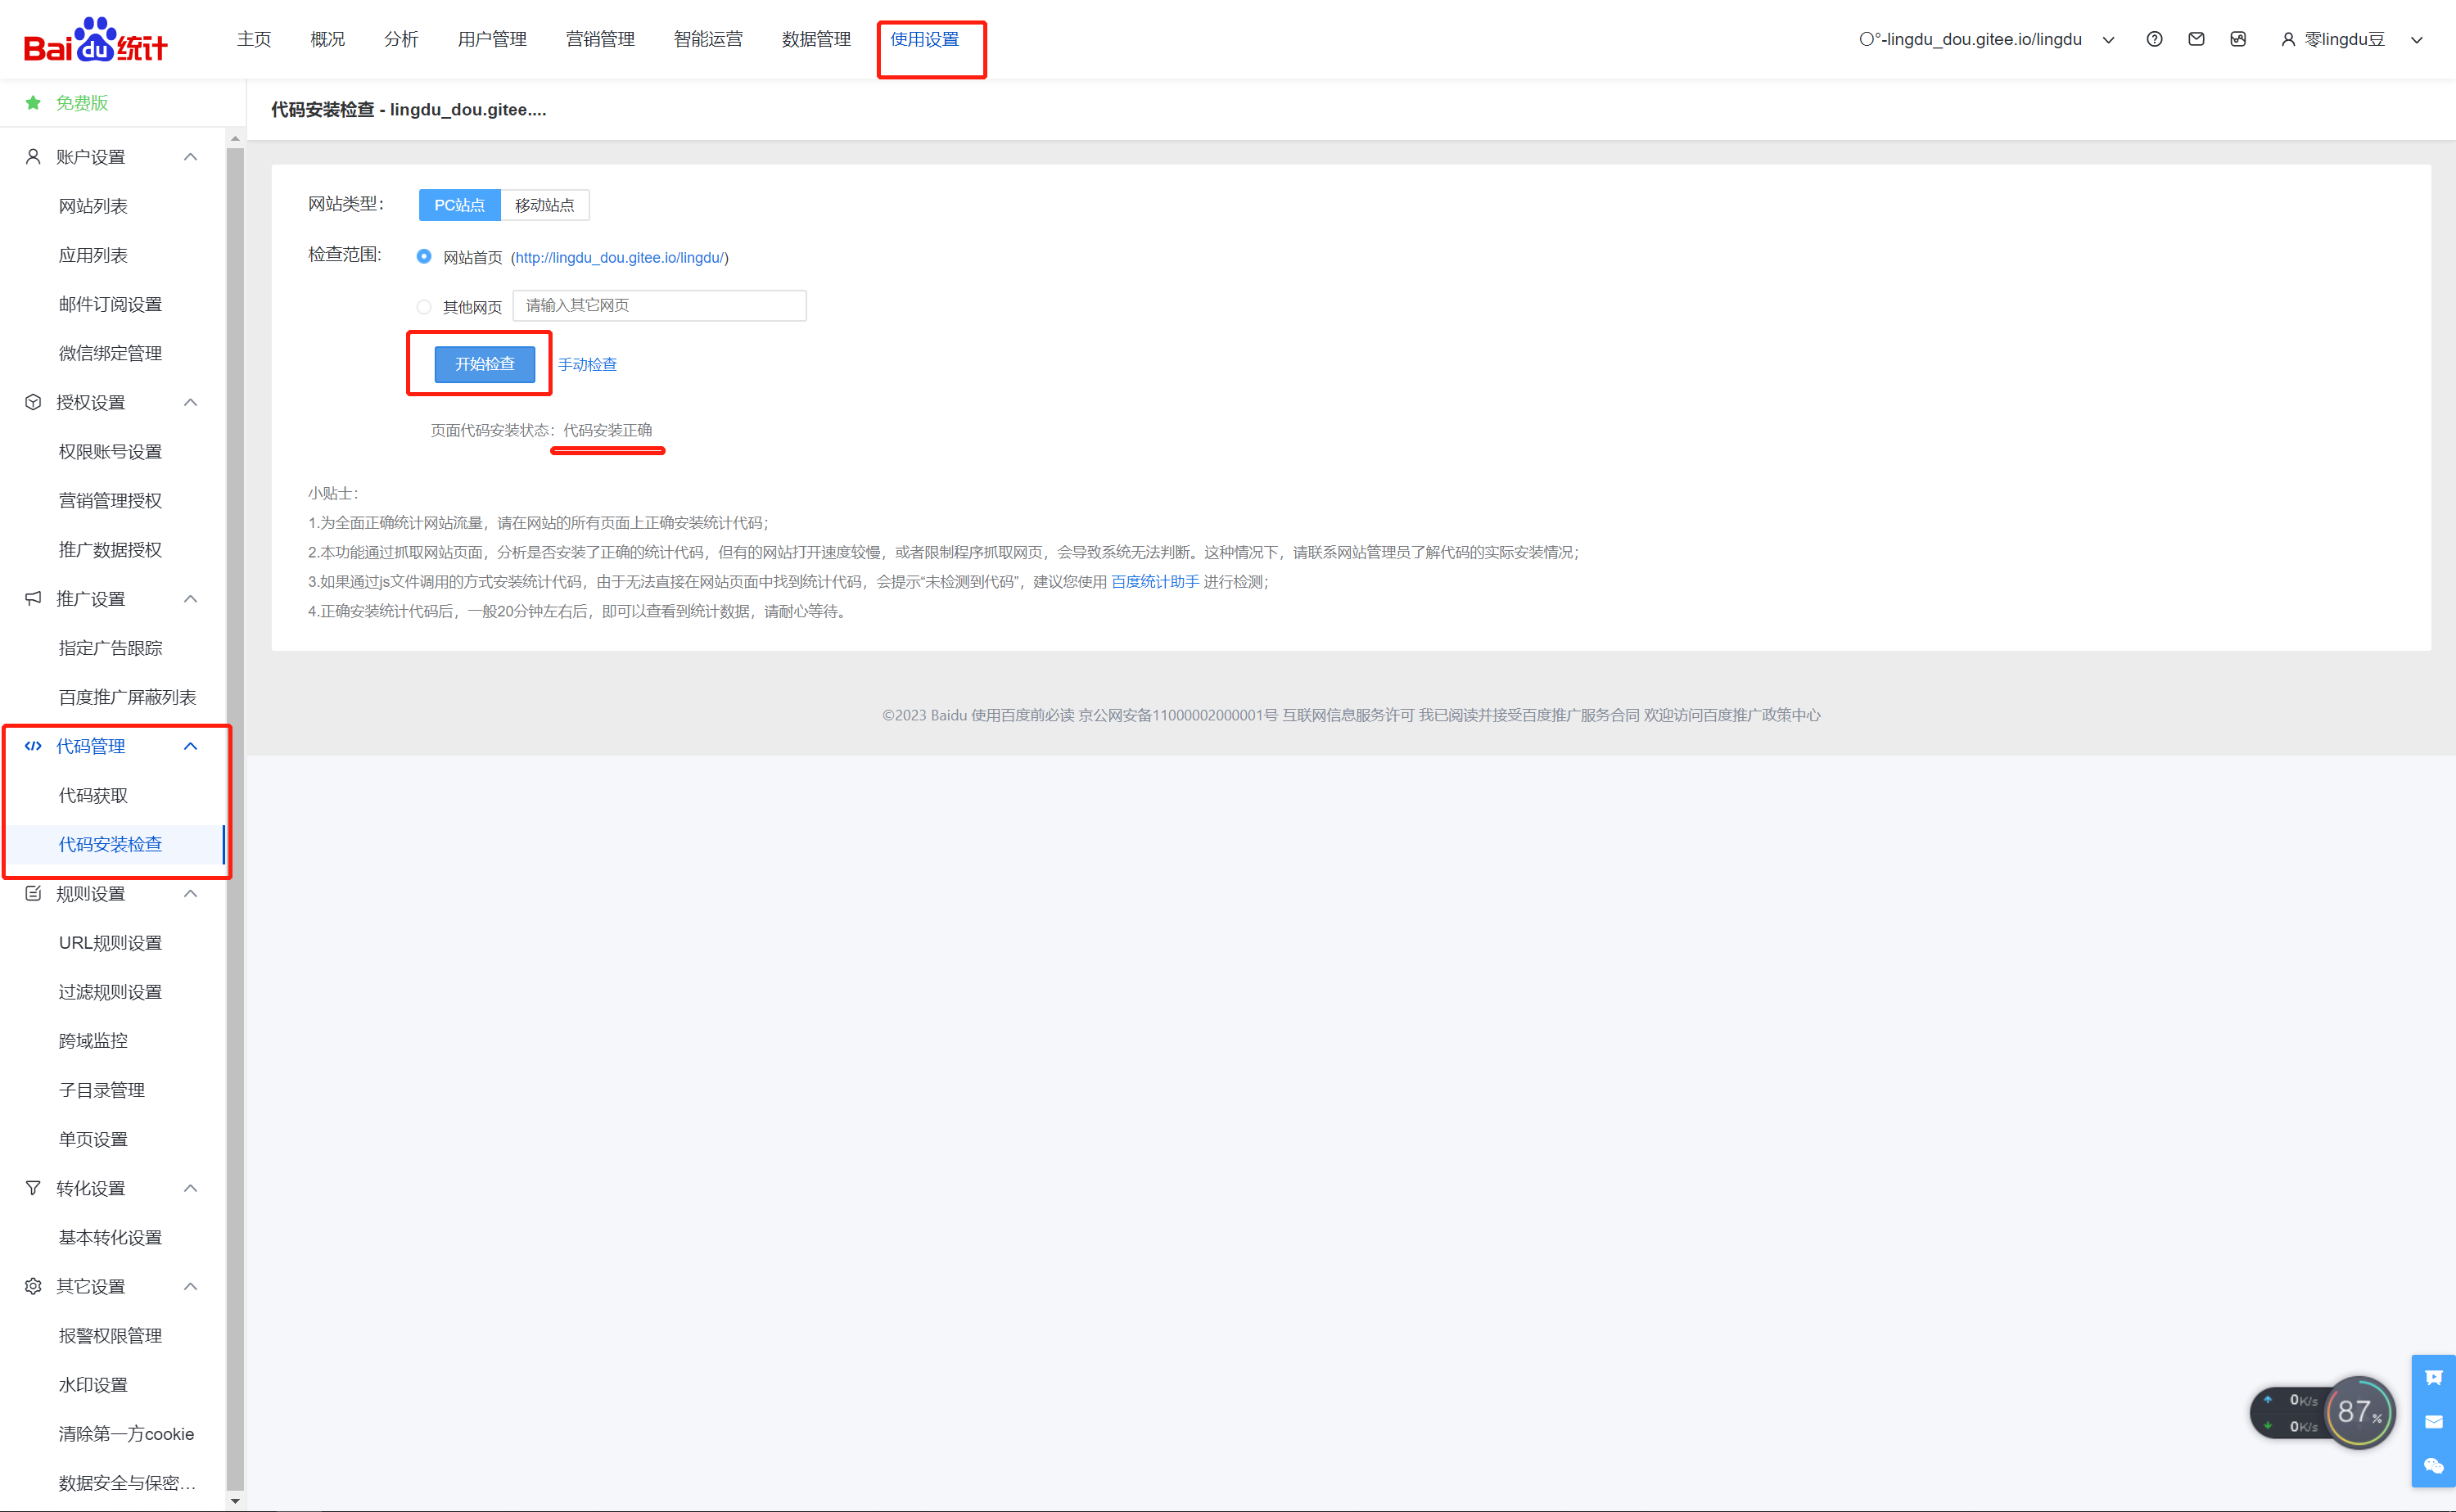 Baidu统计
主页 概况 分析 用户管理 营销管理 智能运营 数据管理 使用设置
〇°-lingdu_dou.gitee.io/lingdu
零lingdu豆
免费版
代码安装检查 - lingdu_dou.gitee....
账户设置
网站列表
应用列表
邮件订阅设置
微信绑定管理
授权设置
权限账号设置
营销管理授权
推广数据授权
推广设置
指定广告跟踪
百度推广屏蔽列表
代码管理
代码获取
代码安装检查
规则设置
URL规则设置
过滤规则设置
跨域监控
子目录管理
单页设置
转化设置
基本转化设置
其它设置
报警权限管理
水印设置
清除第一方cookie
数据安全与保密...
网站类型： PC站点 移动站点
检查范围: 网站首页 (http://lingdu_dou.gitee.io/lingdu/)
其他网页 请输入其它网页
开始检查 手动检查
页面代码安装状态：代码安装正确
小贴士：
1.为全面正确统计网站流量，请在网站的所有页面上正确安装统计代码；
2.本功能通过抓取网站页面，分析是否安装了正确的统计代码，但有的网站打开速度较慢，或者限制程序抓取网页，会导致系统无法判断。这种情况下，请联系网站管理员了解代码的实际安装情况；
3.如果通过js文件调用的方式安装统计代码，由于无法直接在网站页面中找到统计代码，会提示“未检测到代码”，建议您使用 百度统计助手 进行检测；
4.正确安装统计代码后，一般20分钟左右后，即可以查看到统计数据，请耐心等待。
©2023 Baidu 使用百度前必读 京公网安备11000002000001号 互联网信息服务许可 我已阅读并接受百度推广服务合同 欢迎访问百度推广政策中心
0K/s
0K/s
87%